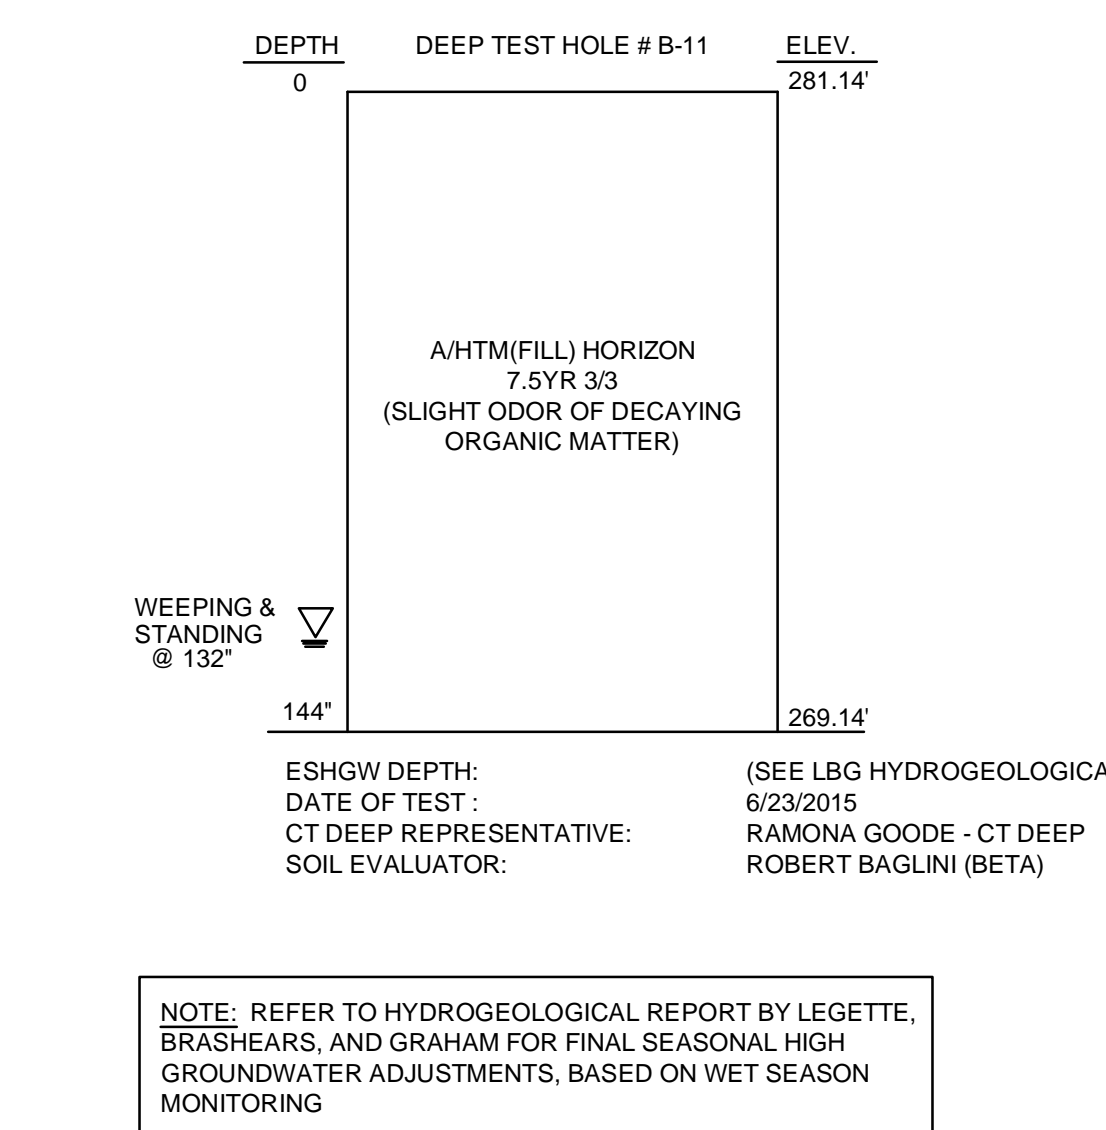 DEPTH DEEP TEST HOLE # B-11 ELEV.
0 281.14'
A/HTM(FILL) HORIZON
7.5YR 3/3
(SLIGHT ODOR OF DECAYING
ORGANIC MATTER)
WEEPING &
STANDING
@ 132"
144" 269.14'
ESHGW DEPTH: (SEE LBG HYDROGEOLOGICA
DATE OF TEST : 6/23/2015
CT DEEP REPRESENTATIVE: RAMONA GOODE - CT DEEP
SOIL EVALUATOR: ROBERT BAGLINI (BETA)
NOTE: REFER TO HYDROGEOLOGICAL REPORT BY LEGETTE,
BRASHEARS, AND GRAHAM FOR FINAL SEASONAL HIGH
GROUNDWATER ADJUSTMENTS, BASED ON WET SEASON
MONITORING